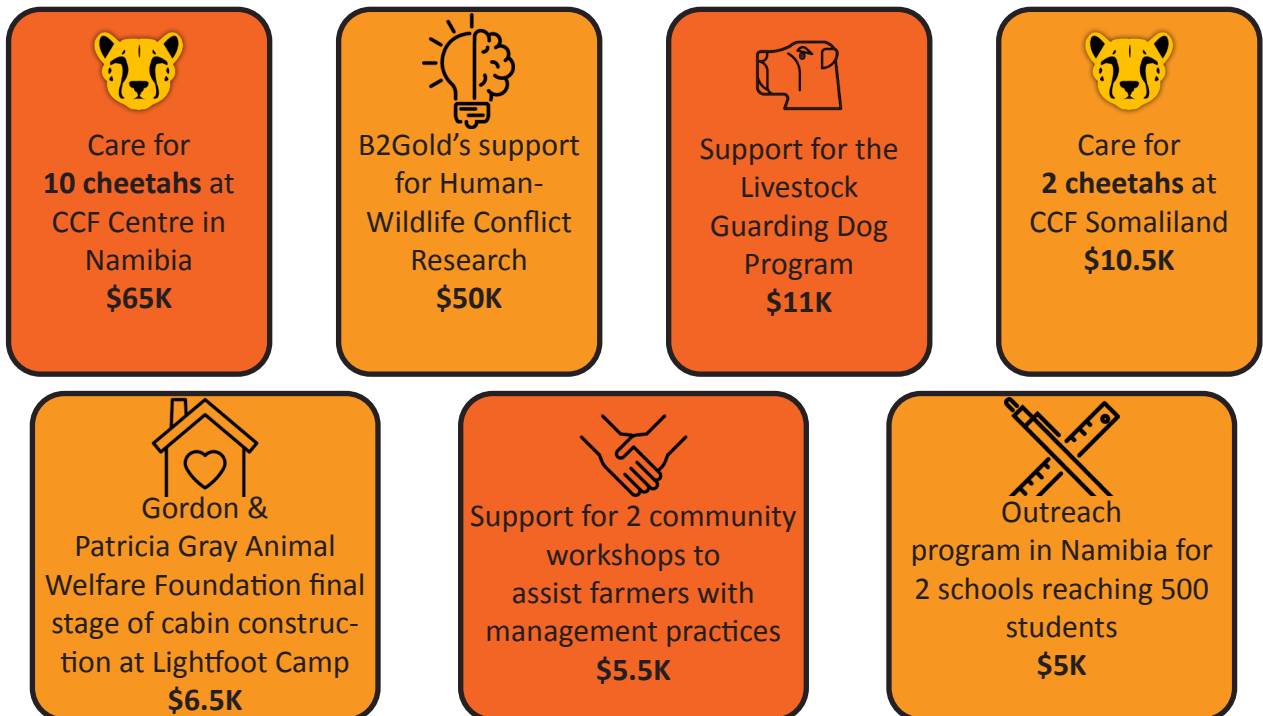 Care for
10 cheetahs at
CCF Centre in
Namibia
$65K
B2Gold’s support
for Human-
Wildlife Conflict
Research
$50K
Support for the
Livestock
Guarding Dog
Program
$11K
Care for
2 cheetahs at
CCF Somaliland
$10.5K
Gordon &
Patricia Gray Animal
Welfare Foundation final
stage of cabin construc-
tion at Lightfoot Camp
$6.5K
Support for 2 community
workshops to
assist farmers with
management practices
$5.5K
Outreach
program in Namibia for
2 schools reaching 500
students
$5K